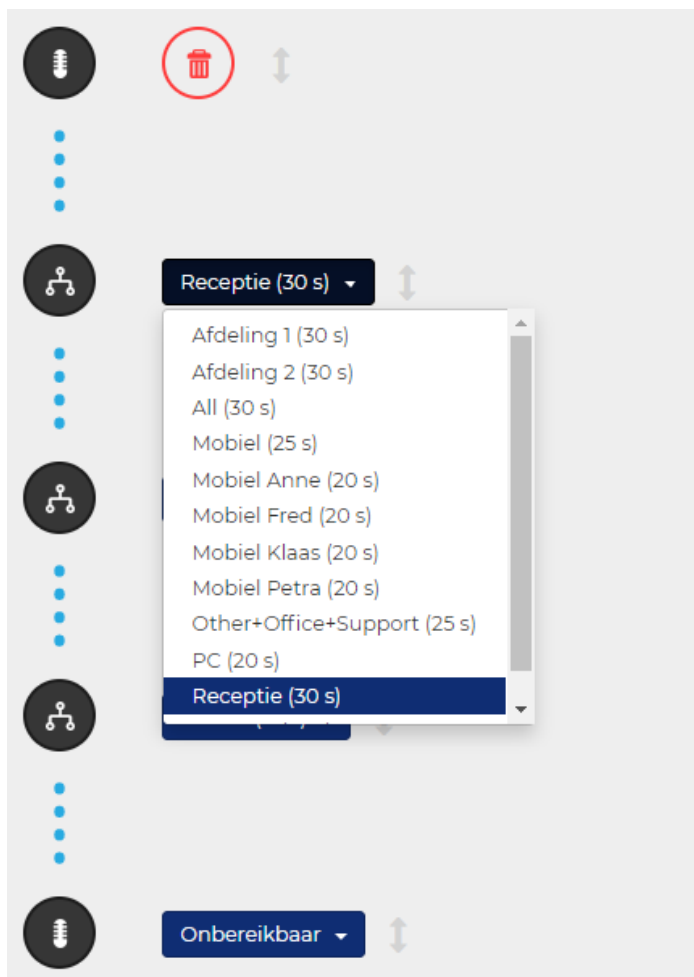 Receptie (30 s)
Afdeling 1 (30 s)
Afdeling 2 (30 s)
All (30 s)
Mobiel (25 s)
Mobiel Anne (20 s)
Mobiel Fred (20 s)
Mobiel Klaas (20 s)
Mobiel Petra (20 s)
Other+Office+Support (25 s)
PC (20 s)
Receptie (30 s)
Onbereikbaar